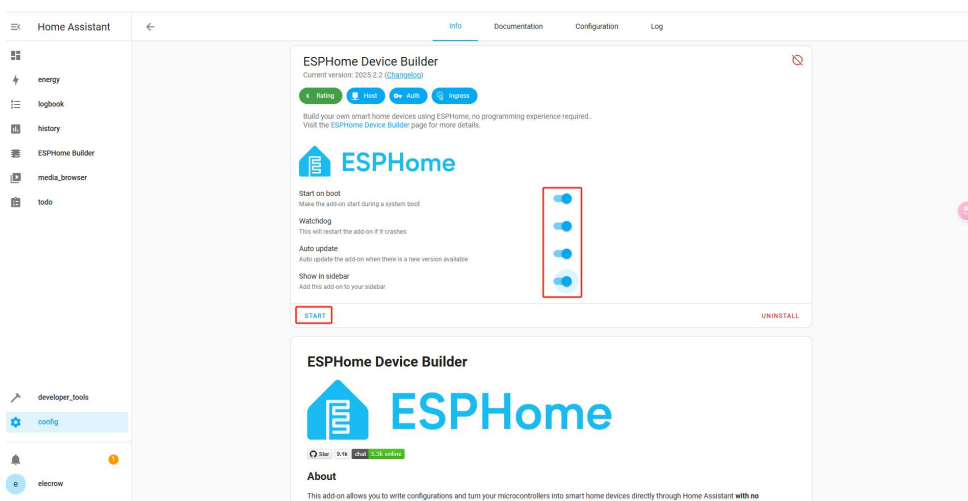 Home Assistant
Info
Documentation
Configuration
Log
energy
logbook
history
ESPHome Builder
media_browser
todo
developer_tools
config
1
e
elecrow
ESPHome Device Builder
Current version: 2025.2.2 (Changelog)
Rating
Host
Auth
Ingress
Build your own smart home devices using ESPHome, no programming experience required..
Visit the ESPHome Device Builder page for more details.
ESPHome
Start on boot
Make the add-on start during a system boot
Watchdog
This will restart the add-on if it crashes
Auto update
Auto update the add-on when there is a new version available
Show in sidebar
Add this add-on to your sidebar
START
UNINSTALL
ESPHome Device Builder
ESPHome
Star 9.1k chat 3.3k online
About
This add-on allows you to write configurations and turn your microcontrollers into smart home devices directly through Home Assistant with no